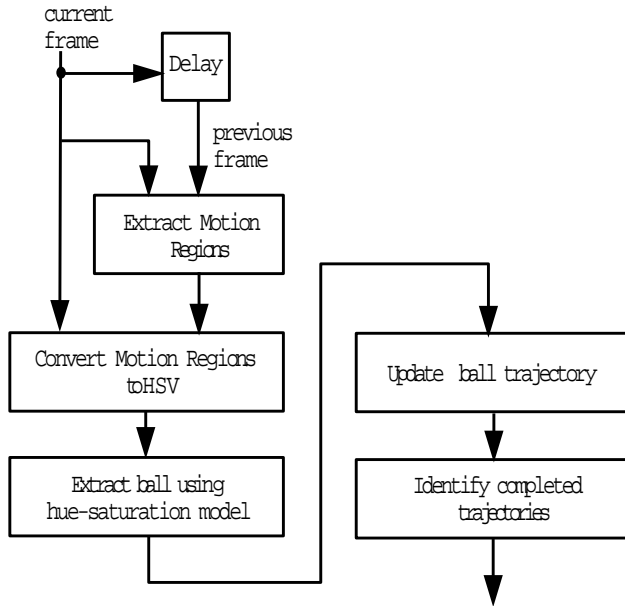 current
frame
Delay
previous
frame
Extract Motion
Regions
Convert Motion Regions
toHSV
Update ball trajectory
Extract ball using
hue-saturation model
Identify completed
trajectories